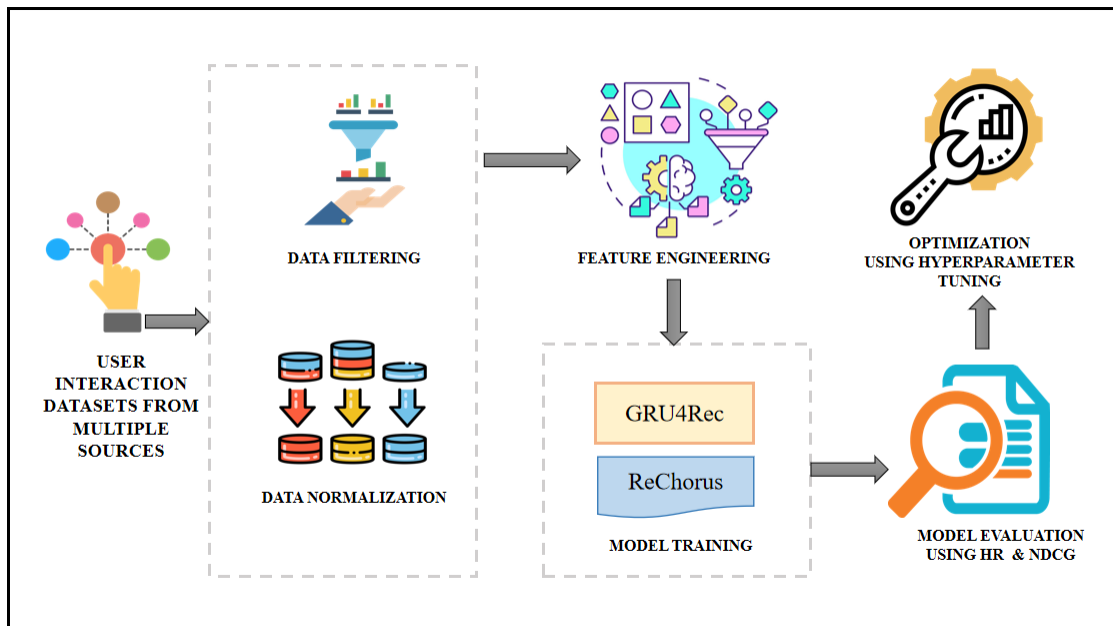 USER
INTERACTION
DATASETS FROM
MULTIPLE
SOURCES
DATA FILTERING
DATA NORMALIZATION
FEATURE ENGINEERING
GRU4Rec
ReChorus
MODEL TRAINING
MODEL EVALUATION
USING HR & NDCG
OPTIMIZATION
USING HYPERPARAMETER
TUNING